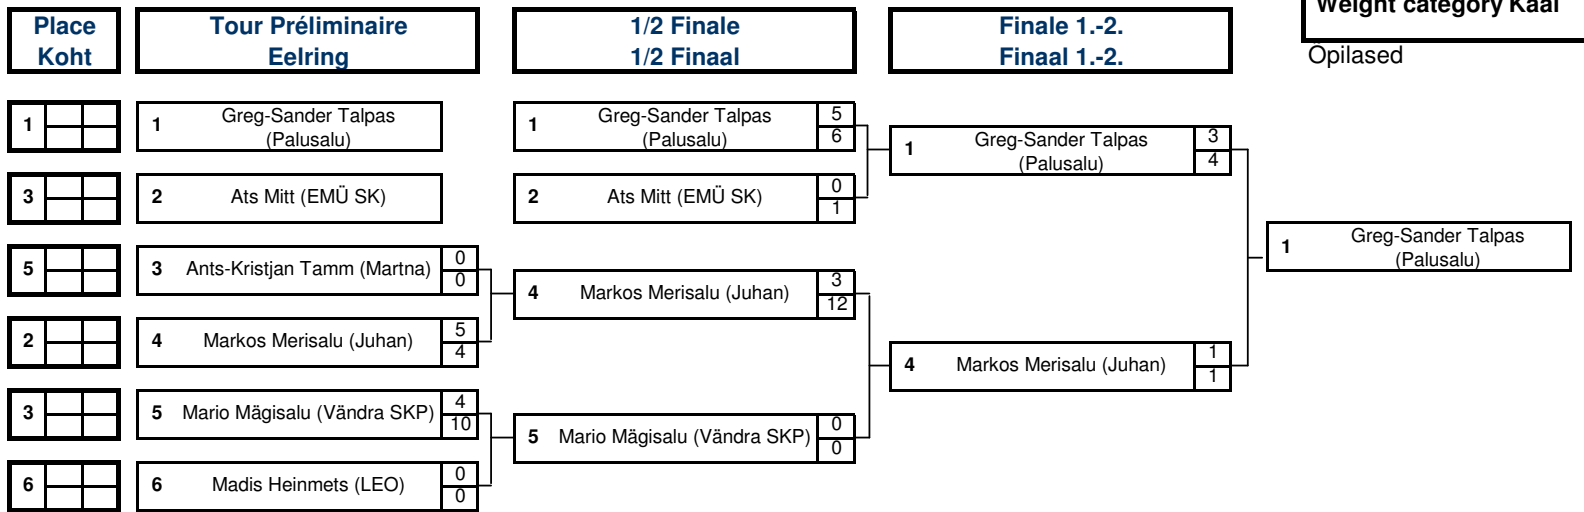 Place
Koht
Tour Préliminaire
Eelring
1/2 Finale
1/2 Finaal
Finale 1.-2.
Finaal 1.-2.
Weight category Kaal
Õpilased
1
1
Greg-Sander Talpas
(Palusalu)
1
Greg-Sander Talpas
(Palusalu)
5
6
1
Greg-Sander Talpas
(Palusalu)
3
4
3
2 Ats Mitt (EMÜ SK)
2 Ats Mitt (EMÜ SK)
0
1
1
Greg-Sander Talpas
(Palusalu)
5
3 Ants-Kristjan Tamm (Martna)
0
0
4 Markos Merisalu (Juhan)
3
12
2
4 Markos Merisalu (Juhan)
5
4
4 Markos Merisalu (Juhan)
1
1
3
5 Mario Mägisalu (Vändra SKP)
4
10
5 Mario Mägisalu (Vändra SKP)
0
0
6
6 Madis Heinmets (LEO)
0
0